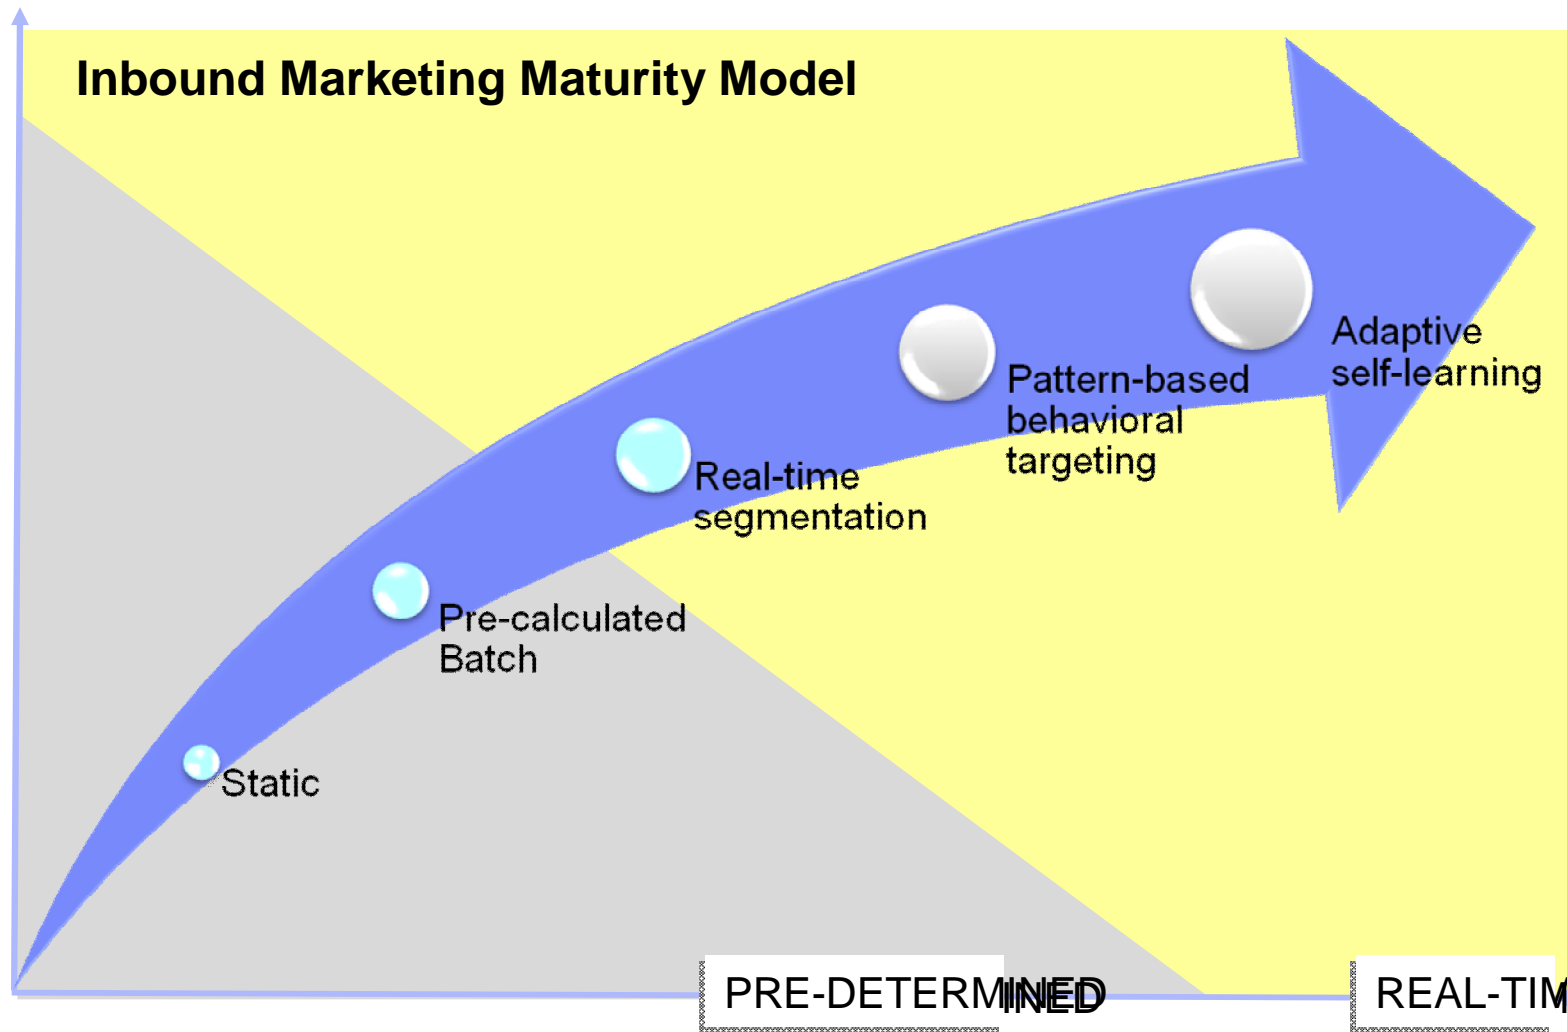 Inbound Marketing Maturity Model
Adaptive
self-learning
Pattern-based
behavioral
targeting
Real-time
segmentation
Pre-calculated
Batch
Static
PRE-DETERMINED
REAL-TIM